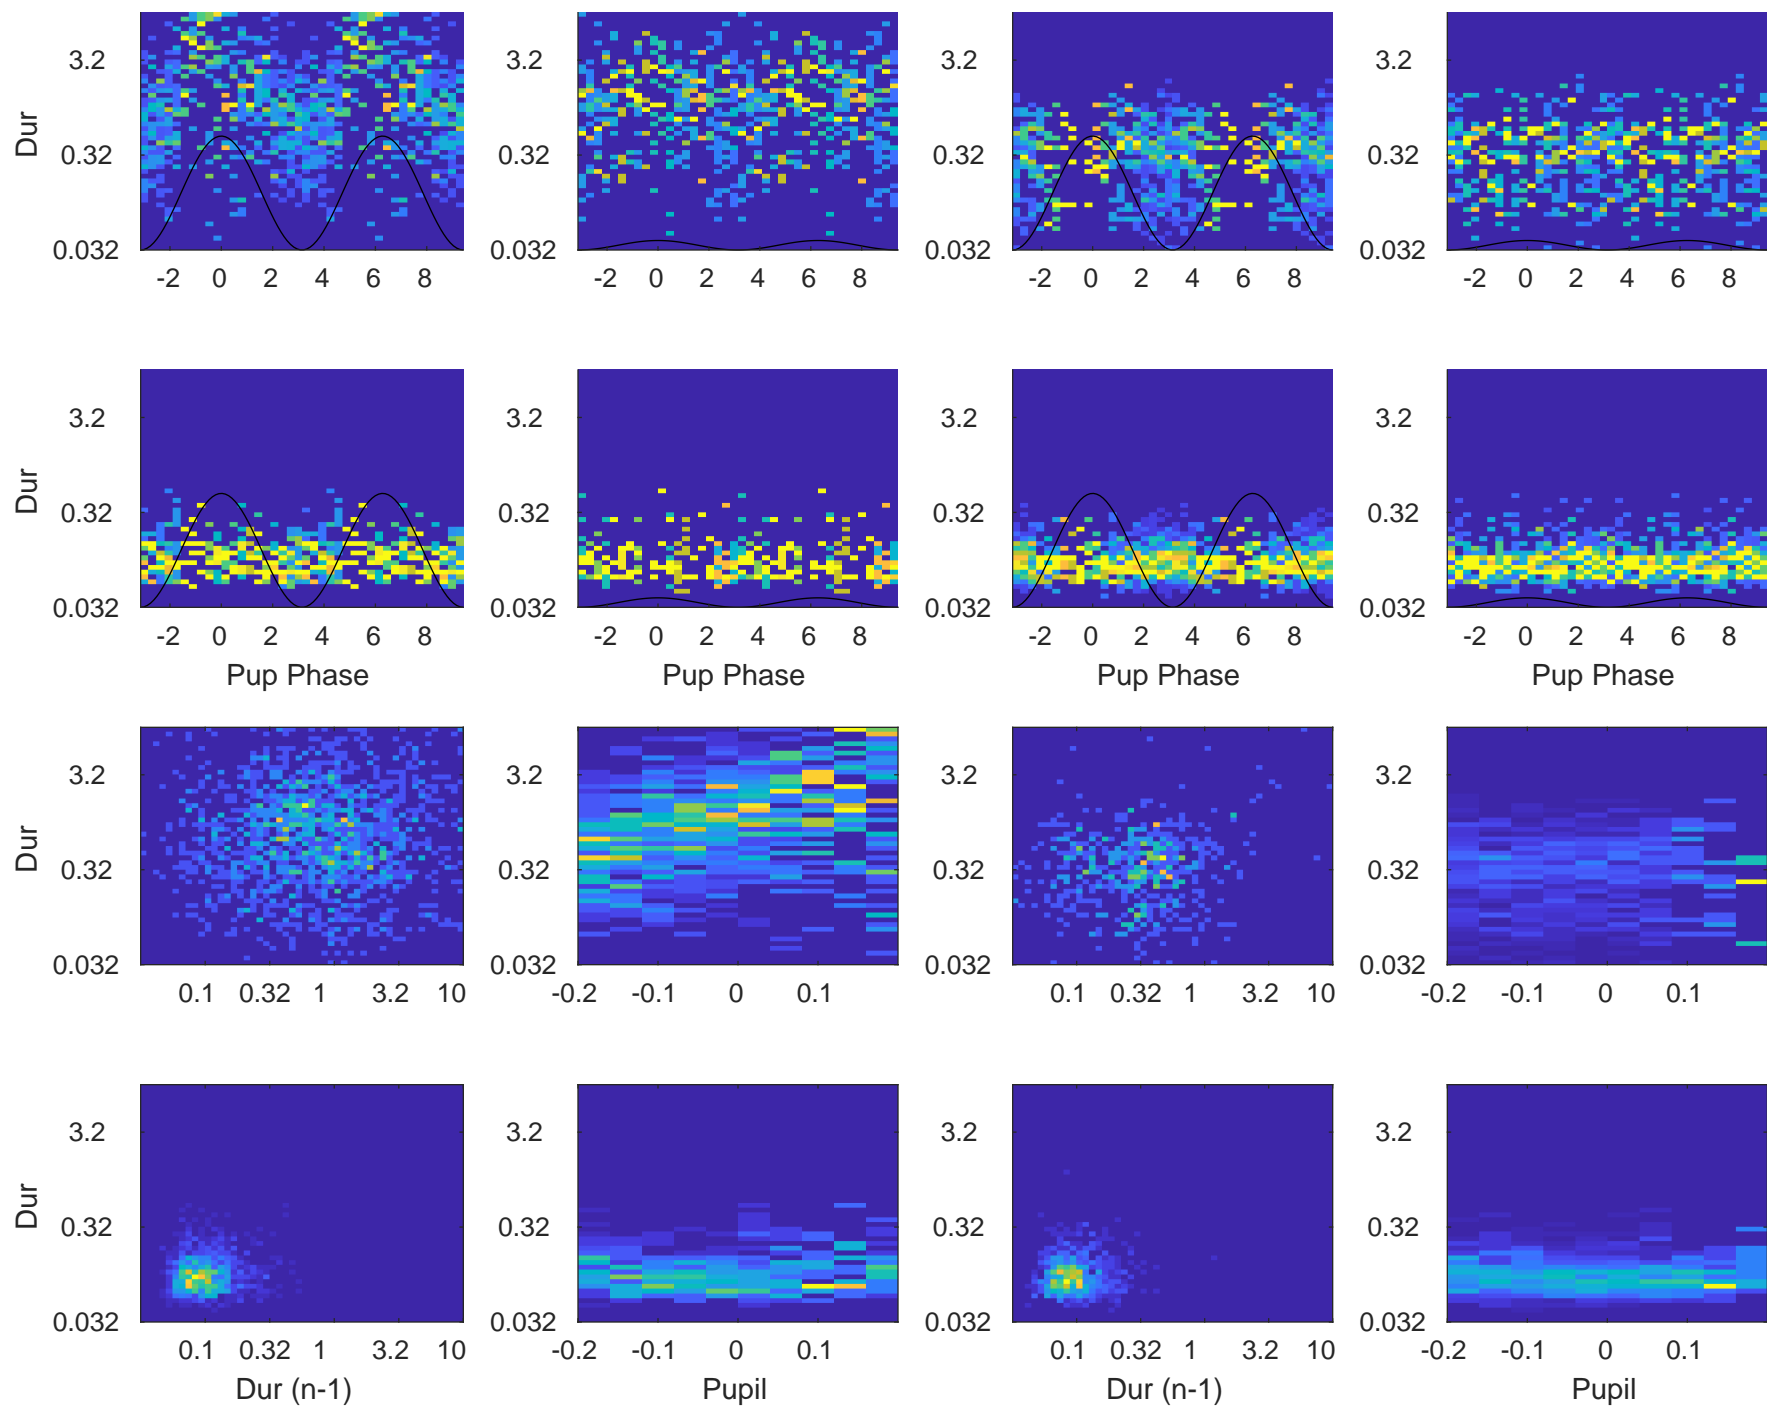 3.2 3.2 3.2 3.2
Dur
0.32 0.32 0.32 0.32
0.032 0.032 0.032 0.032
-2 0 2 4 6 8 -2 0 2 4 6 8 -2 0 2 4 6 8 -2 0 2 4 6 8
3.2 3.2 3.2 3.2
Dur
0.32 0.32 0.32 0.32
0.032 0.032 0.032 0.032
-2 0 2 4 6 8 -2 0 2 4 6 8 -2 0 2 4 6 8 -2 0 2 4 6 8
Pup Phase Pup Phase Pup Phase Pup Phase
3.2 3.2 3.2 3.2
Dur
0.32 0.32 0.32 0.32
0.032 0.032 0.032 0.032
0.1 0.32 1 3.2 10 -0.2 -0.1 0 0.1 0.1 0.32 1 3.2 10 -0.2 -0.1 0 0.1
3.2 3.2 3.2 3.2
Dur
0.32 0.32 0.32 0.32
0.032 0.032 0.032 0.032
0.1 0.32 1 3.2 10 -0.2 -0.1 0 0.1 0.1 0.32 1 3.2 10 -0.2 -0.1 0 0.1
Dur (n-1) Pupil Dur (n-1) Pupil